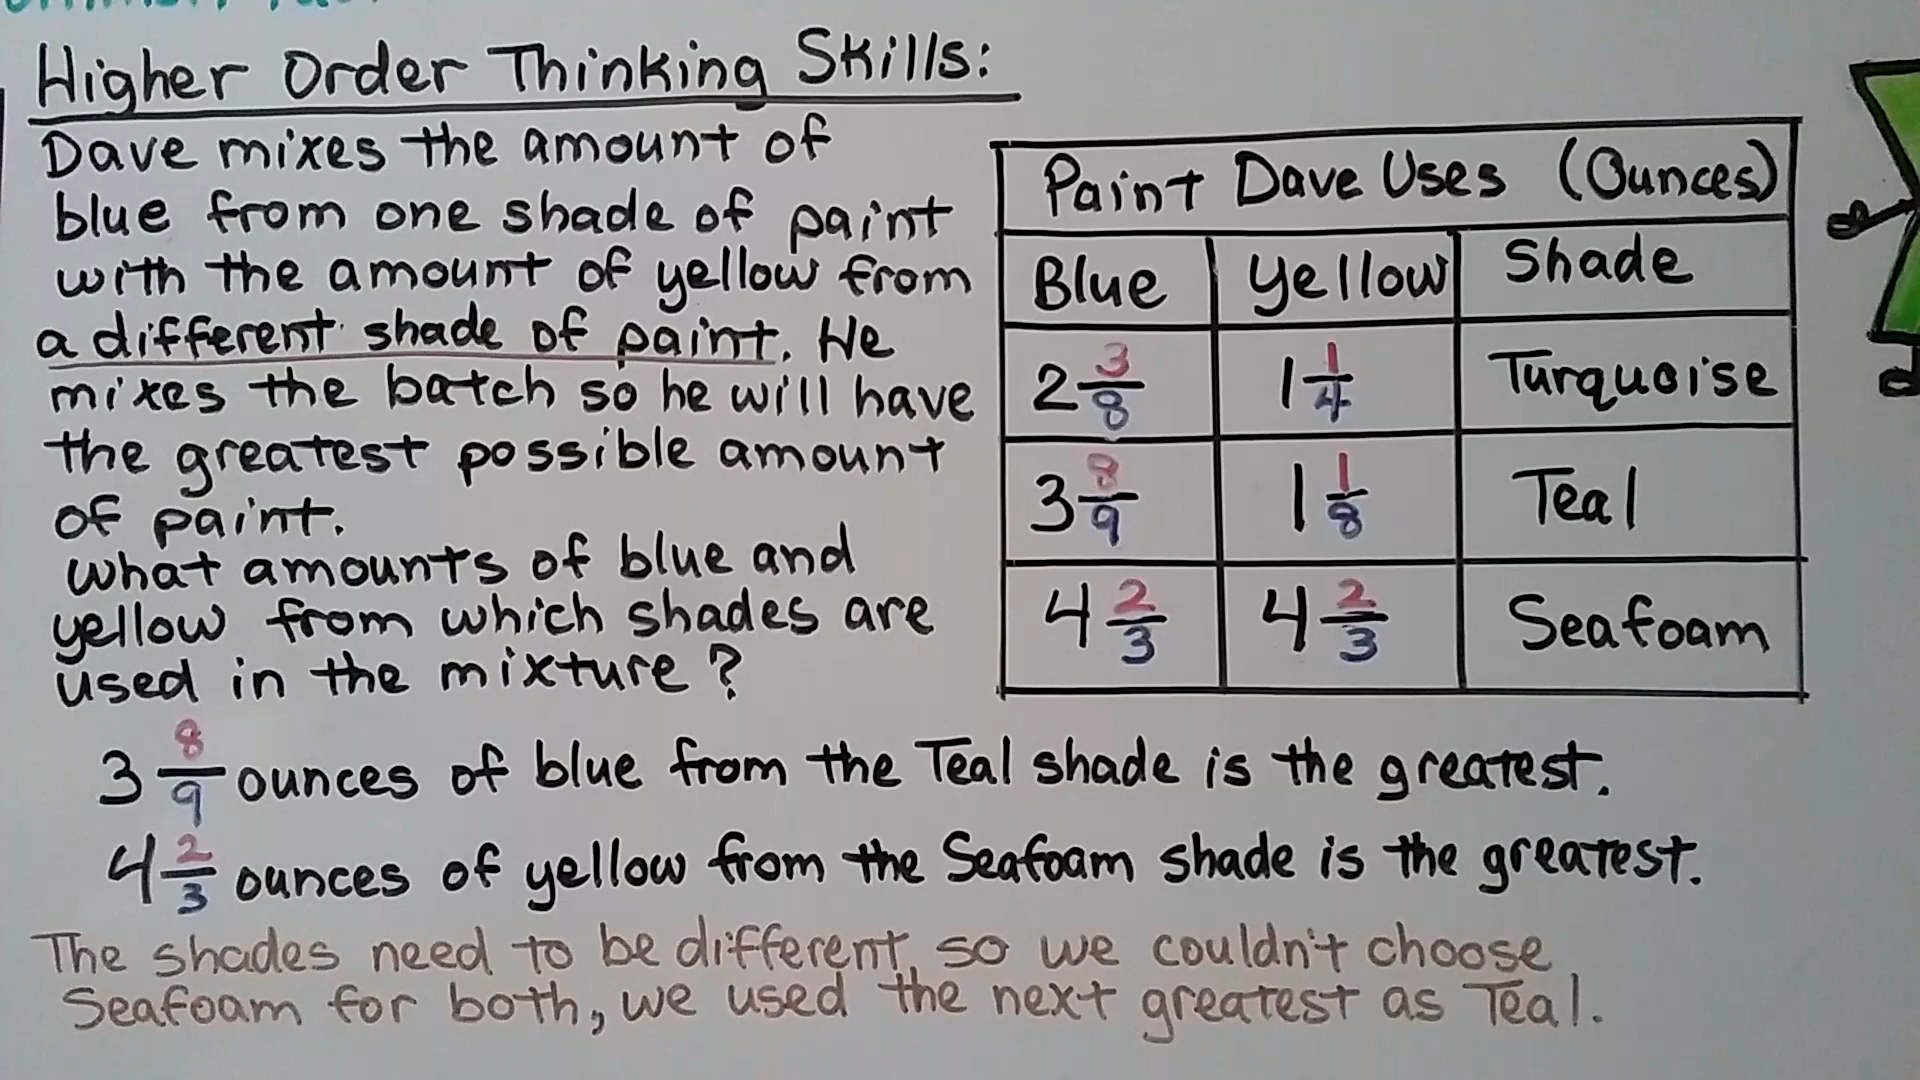 Higher Order Thinking Skills:
Dave mixes the amount of
blue from one shade of paint
with the amount of yellow from
a different shade of paint. He
mixes the batch so he will have
the greatest possible amount
of paint.
What amounts of blue and
yellow from which shades are
used in the mixture?
Paint Dave Uses (Ounces)
Blue Yellow Shade
2 3/8 1 1/4 Turquoise
3 8/9 1 1/8 Teal
4 2/3 4 2/3 Seafoam
3 8/9 ounces of blue from the Teal shade is the greatest.
4 2/3 ounces of yellow from the Seafoam shade is the greatest.
The shades need to be different, so we couldn't choose
Seafoam for both, we used the next greatest as Teal.